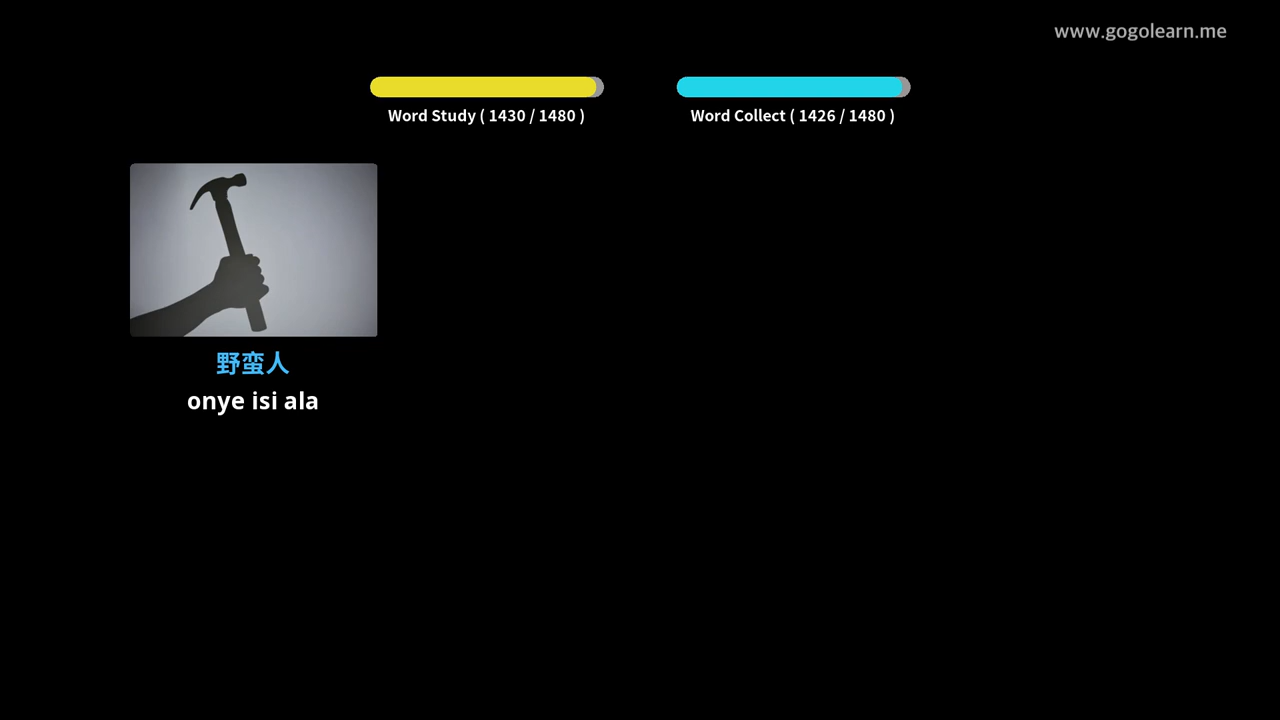 www.gogolearn.me
Word Study ( 1430 / 1480 )
Word Collect ( 1426 / 1480 )
野蛮人
onye isi ala